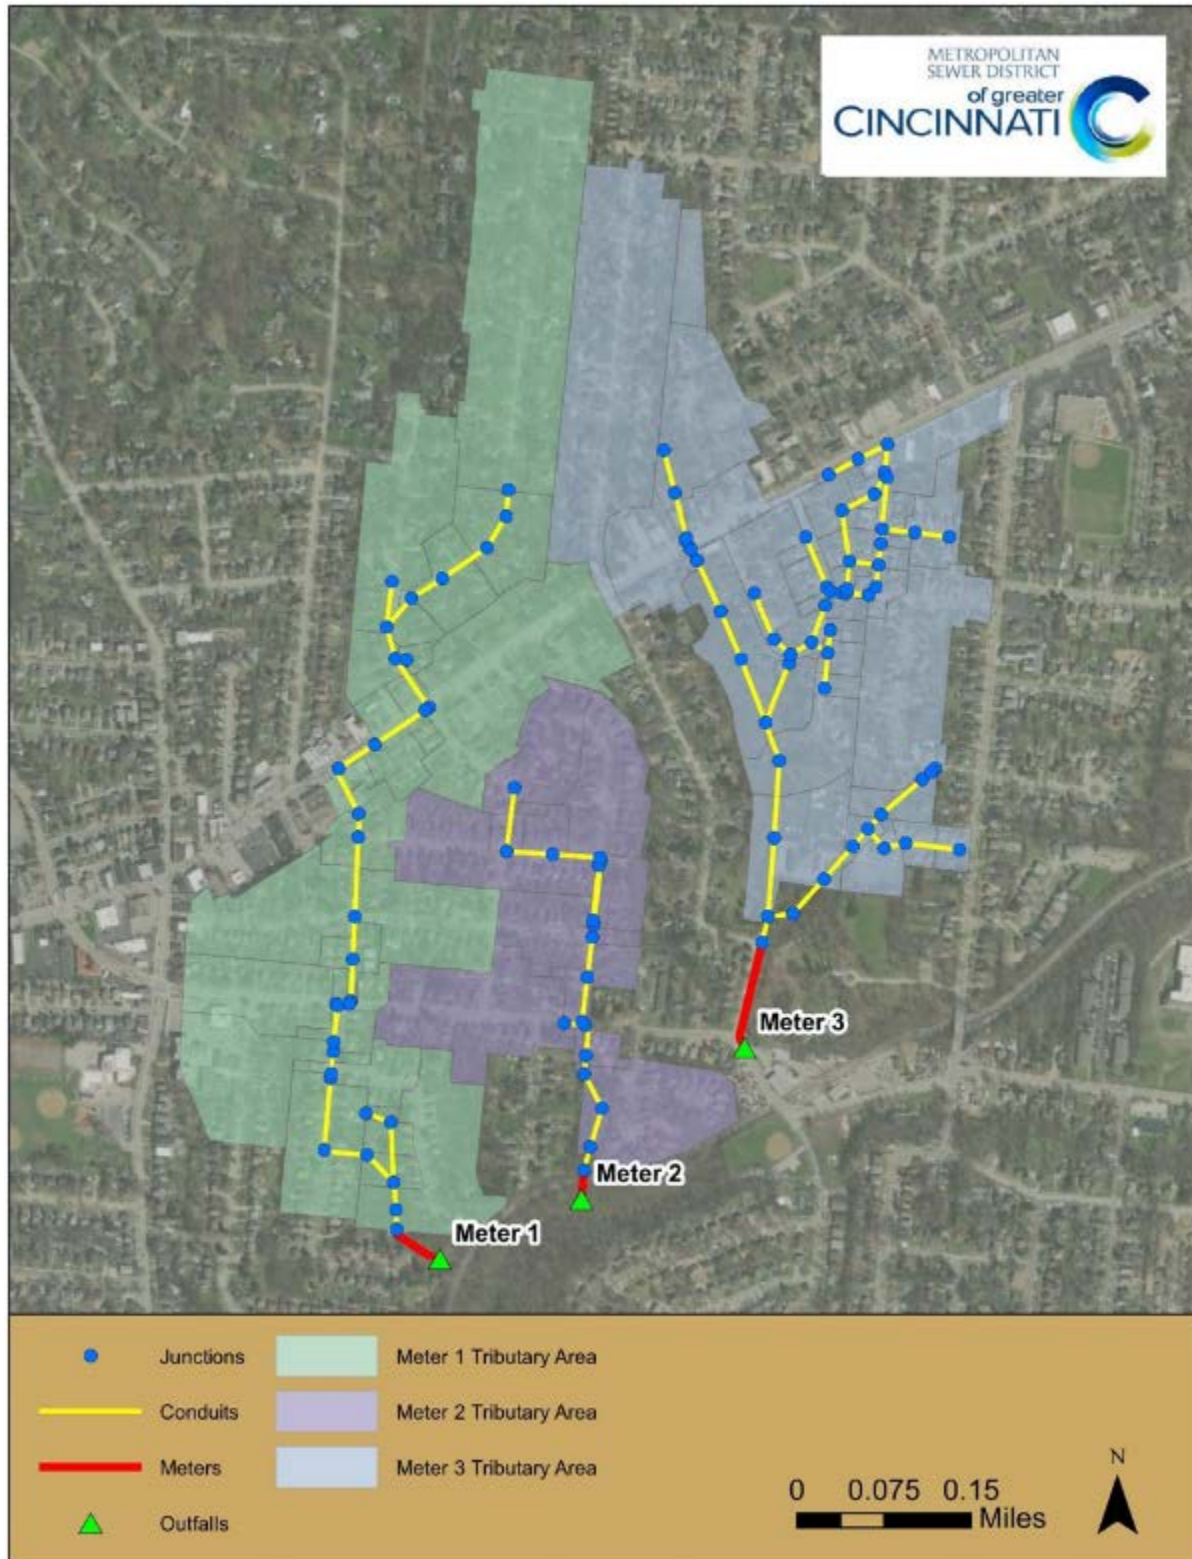 METROPOLITAN
SEWER DISTRICT
of greater
CINCINNATI
Meter 3
Meter 2
Meter 1
Junctions
Meter 1 Tributary Area
Conduits
Meter 2 Tributary Area
Meters
Meter 3 Tributary Area
Outfalls
0 0.075 0.15
Miles
N